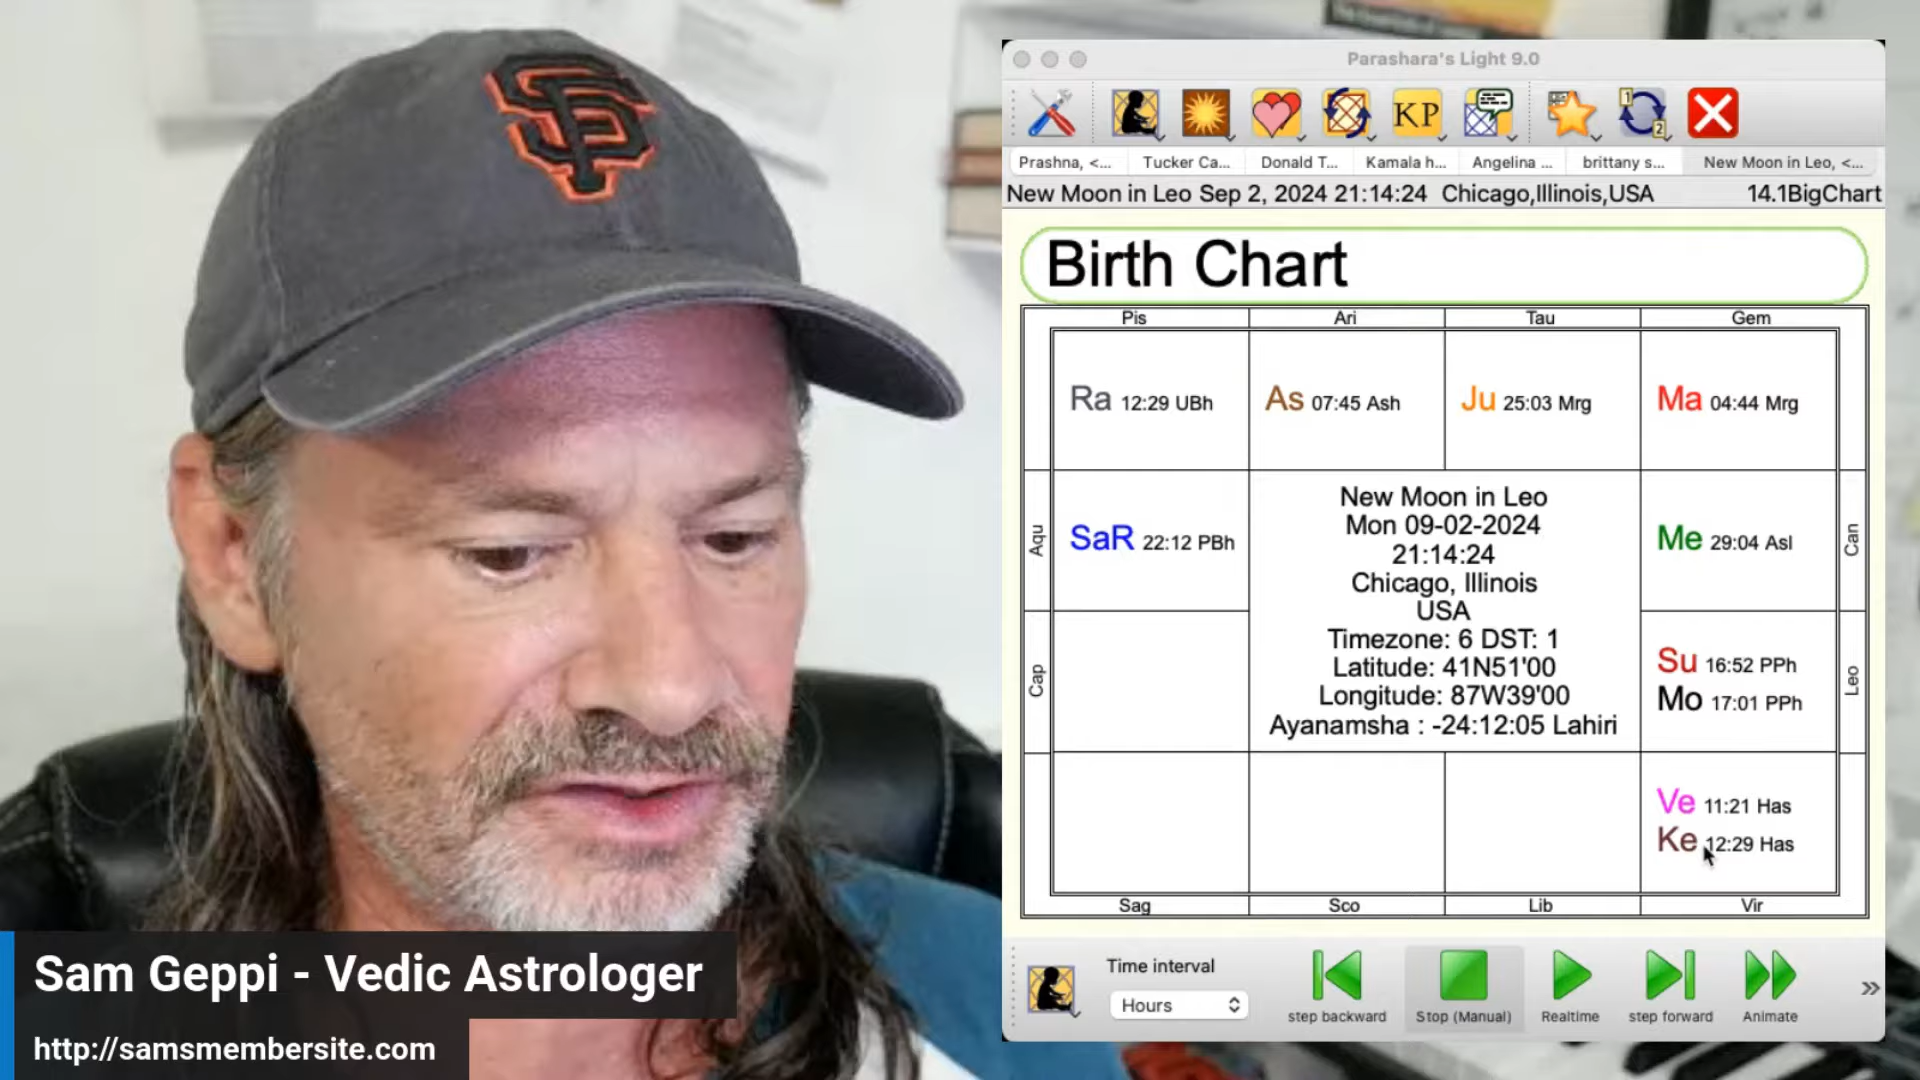 SF
Parashara's Light 9.0
KP
1
2
Prashna, <...
Tucker Ca...
Donald T...
Kamala h...
Angelina ...
brittany s...
New Moon in Leo, <...
New Moon in Leo Sep 2, 2024 21:14:24 Chicago,Illinois,USA 14.1BigChart
Birth Chart
Pis Ari Tau Gem
Ra 12:29 UBh
As 07:45 Ash
Ju 25:03 Mrg
Ma 04:44 Mrg
Aqu
SaR 22:12 PBh
New Moon in Leo
Mon 09-02-2024
21:14:24
Chicago, Illinois
USA
Timezone: 6 DST: 1
Latitude: 41N51'00
Longitude: 87W39'00
Ayanamsha : -24:12:05 Lahiri
Me 29:04 Asl
Can
Cap
Su 16:52 PPh
Mo 17:01 PPh
Leo
Ve 11:21 Has
Ke 12:29 Has
Sag Sco Lib Vir
Time interval
Hours
step backward
Stop (Manual)
Realtime
step forward
Animate
»
Sam Geppi - Vedic Astrologer
http://samsmembersite.com